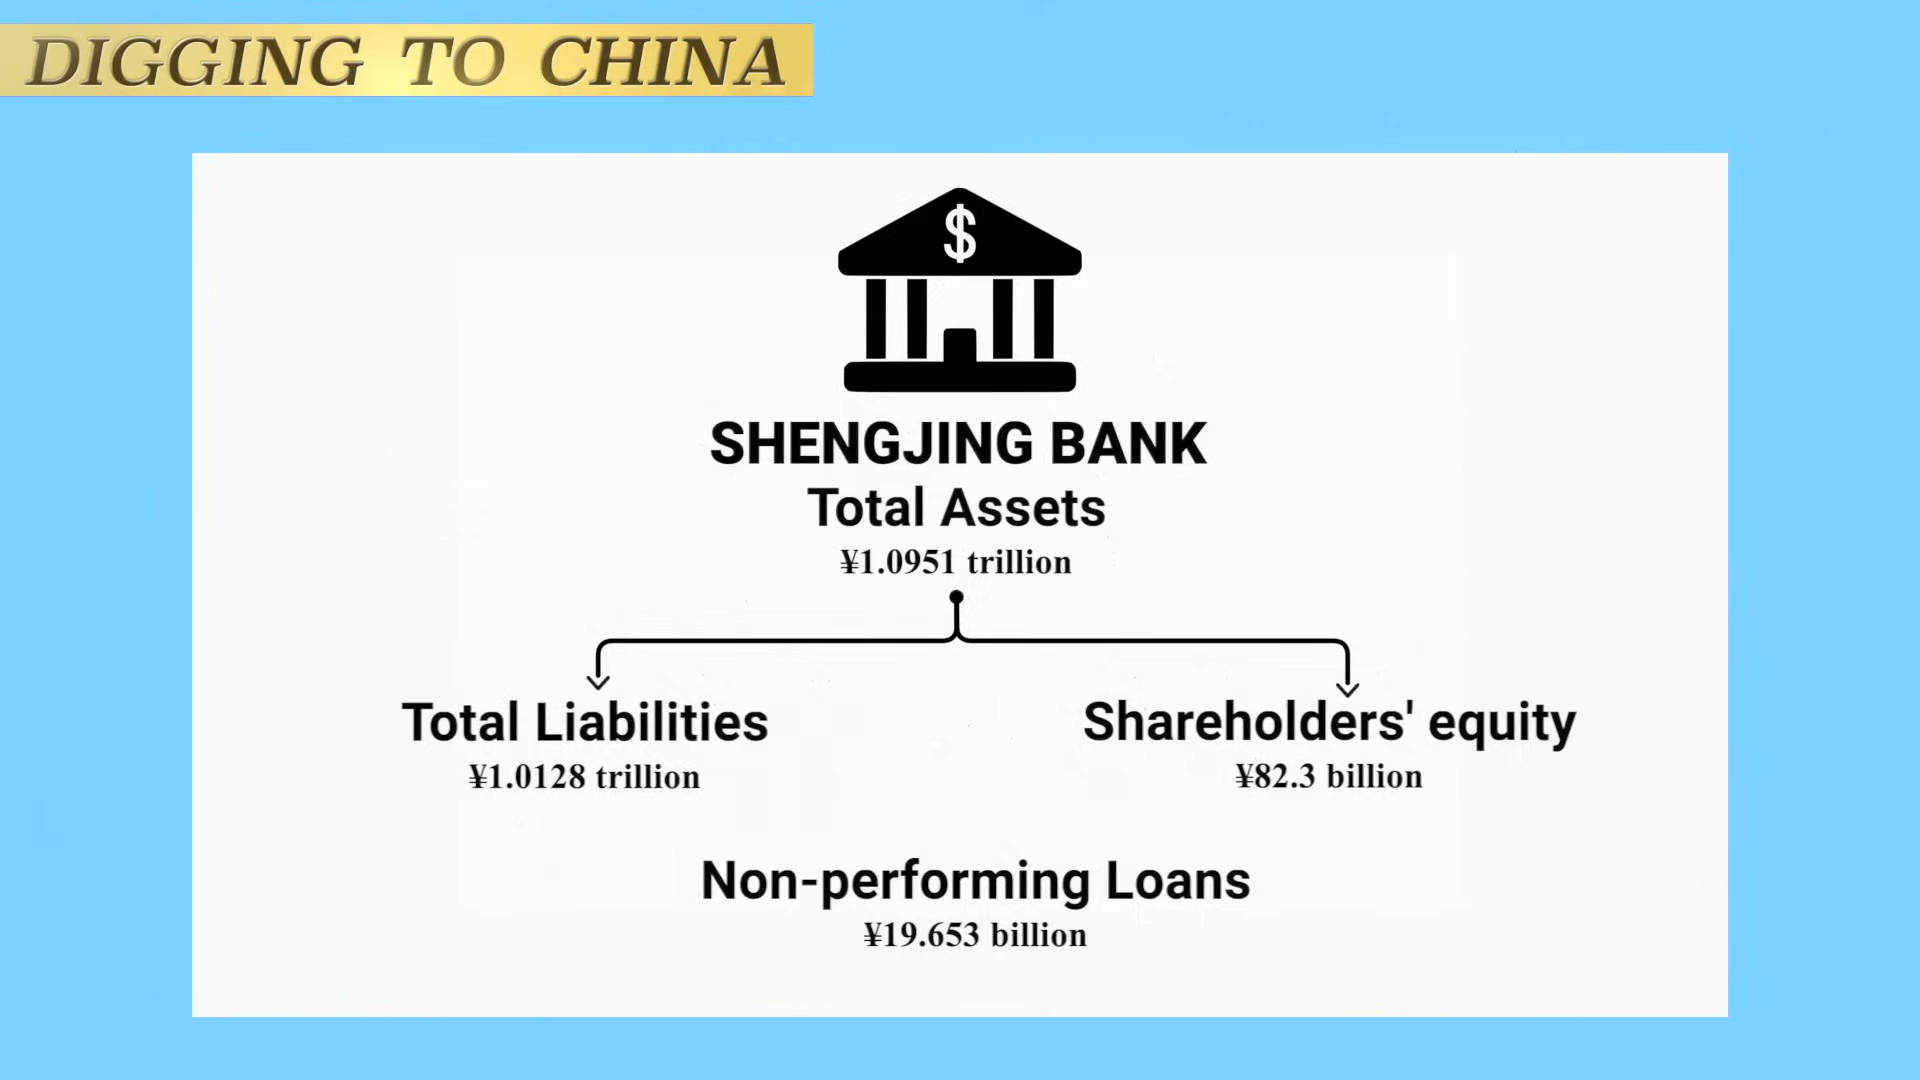 DIGGING TO CHINA
$
SHENGJING BANK
Total Assets
¥1.0951 trillion
Total Liabilities
¥1.0128 trillion
Shareholders' equity
¥82.3 billion
Non-performing Loans
¥19.653 billion